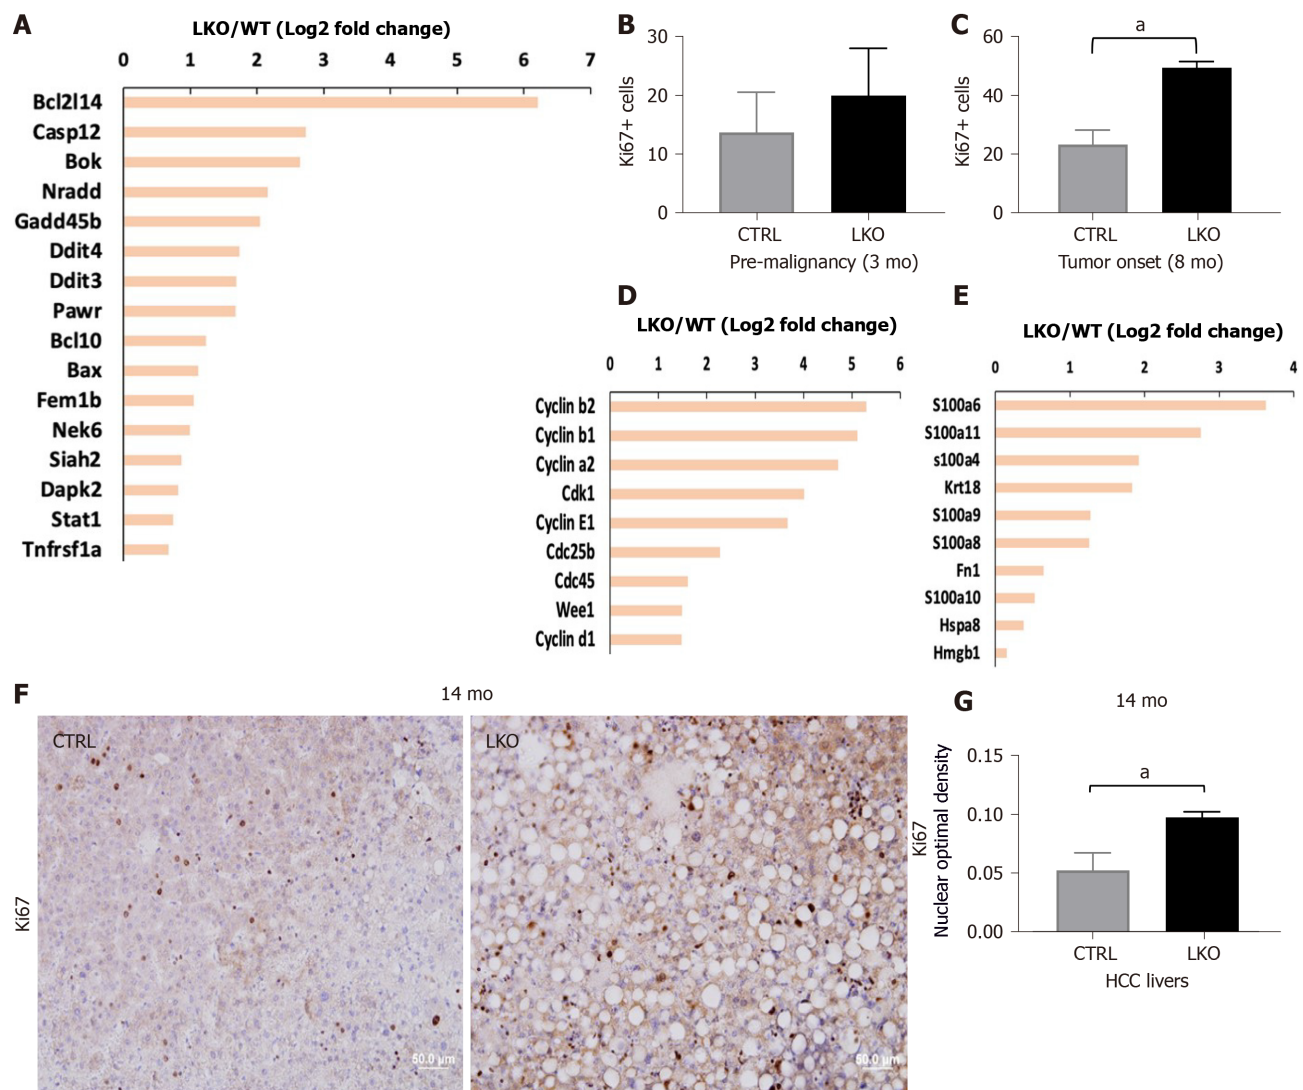 A
LKO/WT (Log2 fold change)
0 1 2 3 4 5 6 7
Bcl2l14
Casp12
Bok
Nradd
Gadd45b
Ddit4
Ddit3
Pawr
Bcl10
Bax
Fem1b
Nek6
Siah2
Dapk2
Stat1
Tnfrsf1a
B
Ki67+ cells
30
20
10
0
CTRL LKO
Pre-malignancy (3 mo)
C
Ki67+ cells
60
40
20
0
a
CTRL LKO
Tumor onset (8 mo)
D
LKO/WT (Log2 fold change)
0 1 2 3 4 5 6
Cyclin b2
Cyclin b1
Cyclin a2
Cdk1
Cyclin E1
Cdc25b
Cdc45
Wee1
Cyclin d1
E
LKO/WT (Log2 fold change)
0 1 2 3 4
S100a6
S100a11
s100a4
Krt18
S100a9
S100a8
Fn1
S100a10
Hspa8
Hmgb1
F
14 mo
Ki67
CTRL
50.0 µm
LKO
50.0 µm
G
14 mo
Ki67
Nuclear optimal density
0.15
0.10
0.05
0.00
a
CTRL LKO
HCC livers